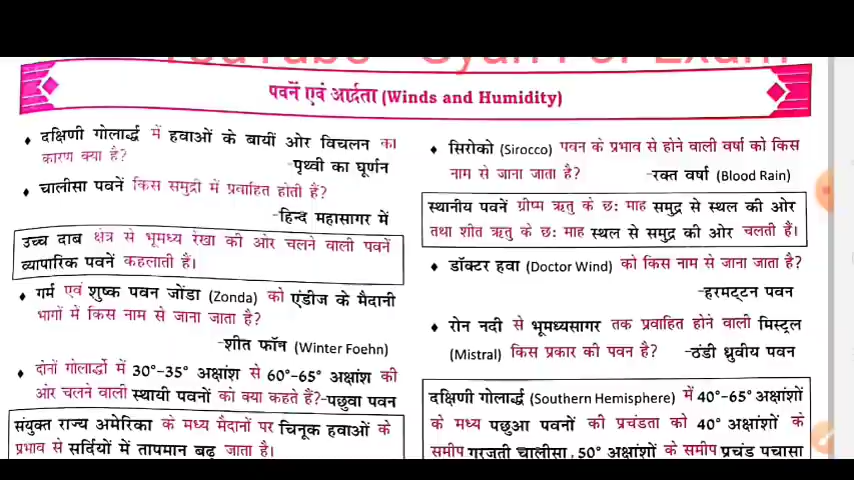 YouTube - Gyan For Exam
पवनें एवं आर्द्रता (Winds and Humidity)
♦ दक्षिणी गोलार्द्ध में हवाओं के बायीं ओर विचलन का
कारण क्या है?
-पृथ्वी का घूर्णन
♦ चालीसा पवनें किस समुद्री में प्रवाहित होती हैं?
-हिन्द महासागर में
उच्च दाब क्षेत्र से भूमध्य रेखा की ओर चलने वाली पवनें
व्यापारिक पवनें कहलाती हैं।
♦ गर्म एवं शुष्क पवन जोंडा (Zonda) को एंडीज के मैदानी
भागों में किस नाम से जाना जाता है?
-शीत फॉन (Winter Foehn)
♦ दोनों गोलार्द्धो में 30°-35° अक्षांश से 60°-65° अक्षांश की
ओर चलने वाली स्थायी पवनों को क्या कहते हैं?-पछुवा पवन
संयुक्त राज्य अमेरिका के मध्य मैदानों पर चिनूक हवाओं के
प्रभाव से सर्दियों में तापमान बढ़ जाता है।
♦ सिरोको (Sirocco) पवन के प्रभाव से होने वाली वर्षा को किस
नाम से जाना जाता है?
-रक्त वर्षा (Blood Rain)
स्थानीय पवनें ग्रीष्म ऋतु के छः माह समुद्र से स्थल की ओर
तथा शीत ऋतु के छः माह स्थल से समुद्र की ओर चलती हैं।
♦ डॉक्टर हवा (Doctor Wind) को किस नाम से जाना जाता है?
-हरमट्टन पवन
♦ रोन नदी से भूमध्यसागर तक प्रवाहित होने वाली मिस्ट्रल
(Mistral) किस प्रकार की पवन है? -ठंडी ध्रुवीय पवन
दक्षिणी गोलार्द्ध (Southern Hemisphere) में 40°-65° अक्षांशों
के मध्य पछुआ पवनों की प्रचंडता को 40° अक्षांशों के
समीप गरजती चालीसा, 50° अक्षांशों के समीप प्रचंड पचासा